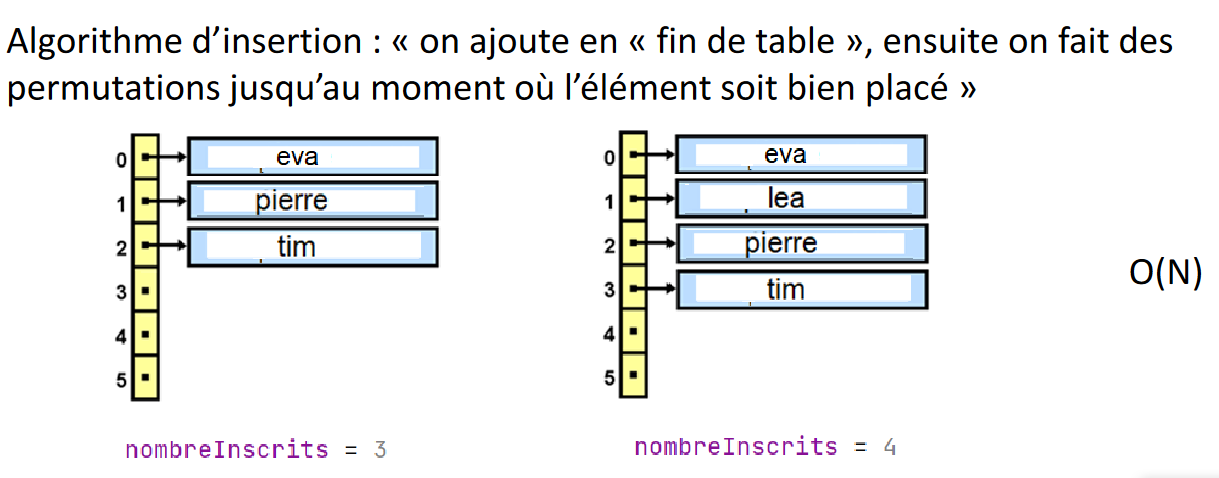 Algorithme d’insertion : « on ajoute en « fin de table », ensuite on fait des
permutations jusqu’au moment où l’élément soit bien placé »
0 eva
1 pierre
2 tim
3
4
5
nombreInscrits = 3
0 eva
1 lea
2 pierre
3 tim
4
5
nombreInscrits = 4
O(N)